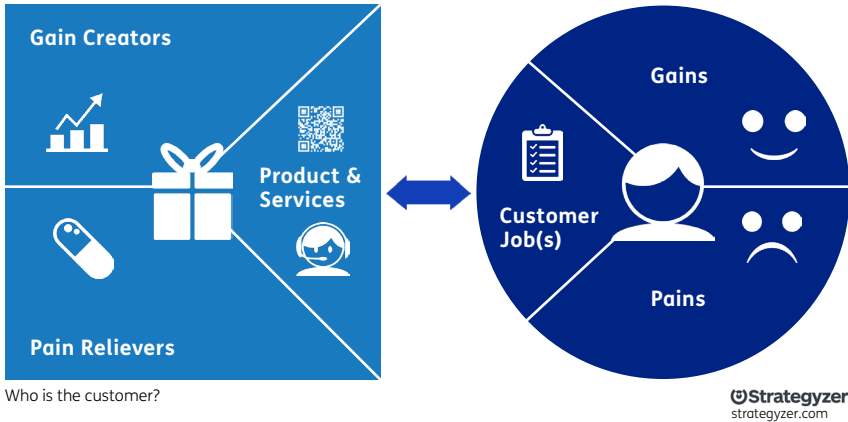 Gain Creators
Product &
Services
Pain Relievers
Gains
Customer
Job(s)
Pains
Who is the customer?
Strategyzer
strategyzer.com